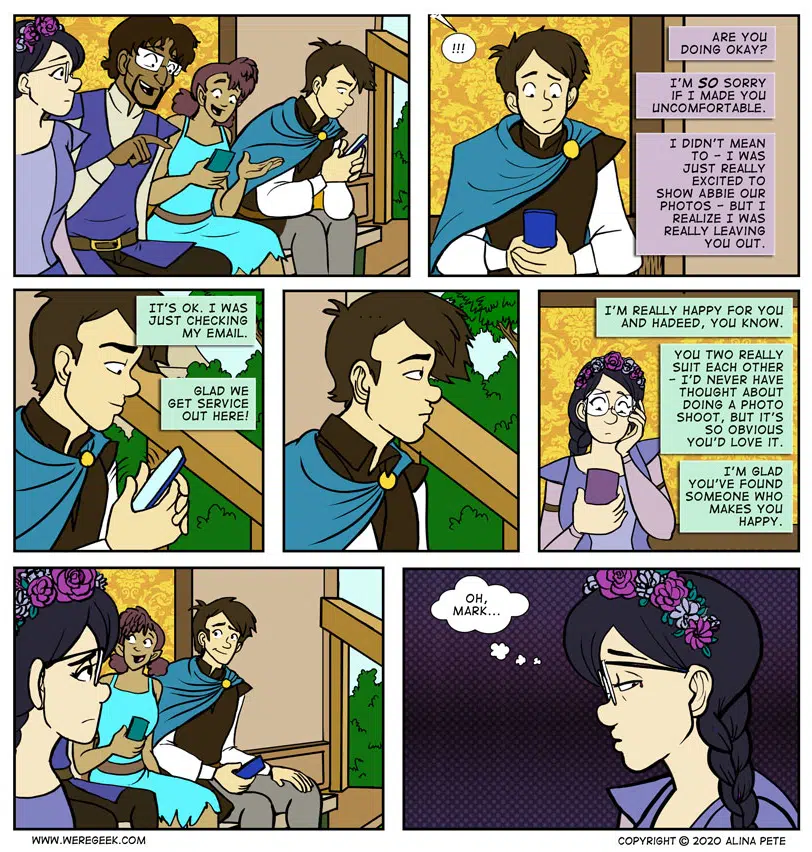 !!!
ARE YOU
DOING OKAY?
I'M SO SORRY
IF I MADE YOU
UNCOMFORTABLE.
I DIDN'T MEAN
TO – I WAS
JUST REALLY
EXCITED TO
SHOW ABBIE OUR
PHOTOS – BUT I
REALIZE I WAS
REALLY LEAVING
YOU OUT.
IT'S OK. I WAS
JUST CHECKING
MY EMAIL.
GLAD WE
GET SERVICE
OUT HERE!
I'M REALLY HAPPY FOR YOU
AND HADEED, YOU KNOW.
YOU TWO REALLY
SUIT EACH OTHER
– I'D NEVER HAVE
THOUGHT ABOUT
DOING A PHOTO
SHOOT, BUT IT'S
SO OBVIOUS
YOU'D LOVE IT.
I'M GLAD
YOU'VE FOUND
SOMEONE WHO
MAKES YOU
HAPPY.
OH,
MARK...
WWW.WEREGEEK.COM
COPYRIGHT © 2020 ALINA PETE